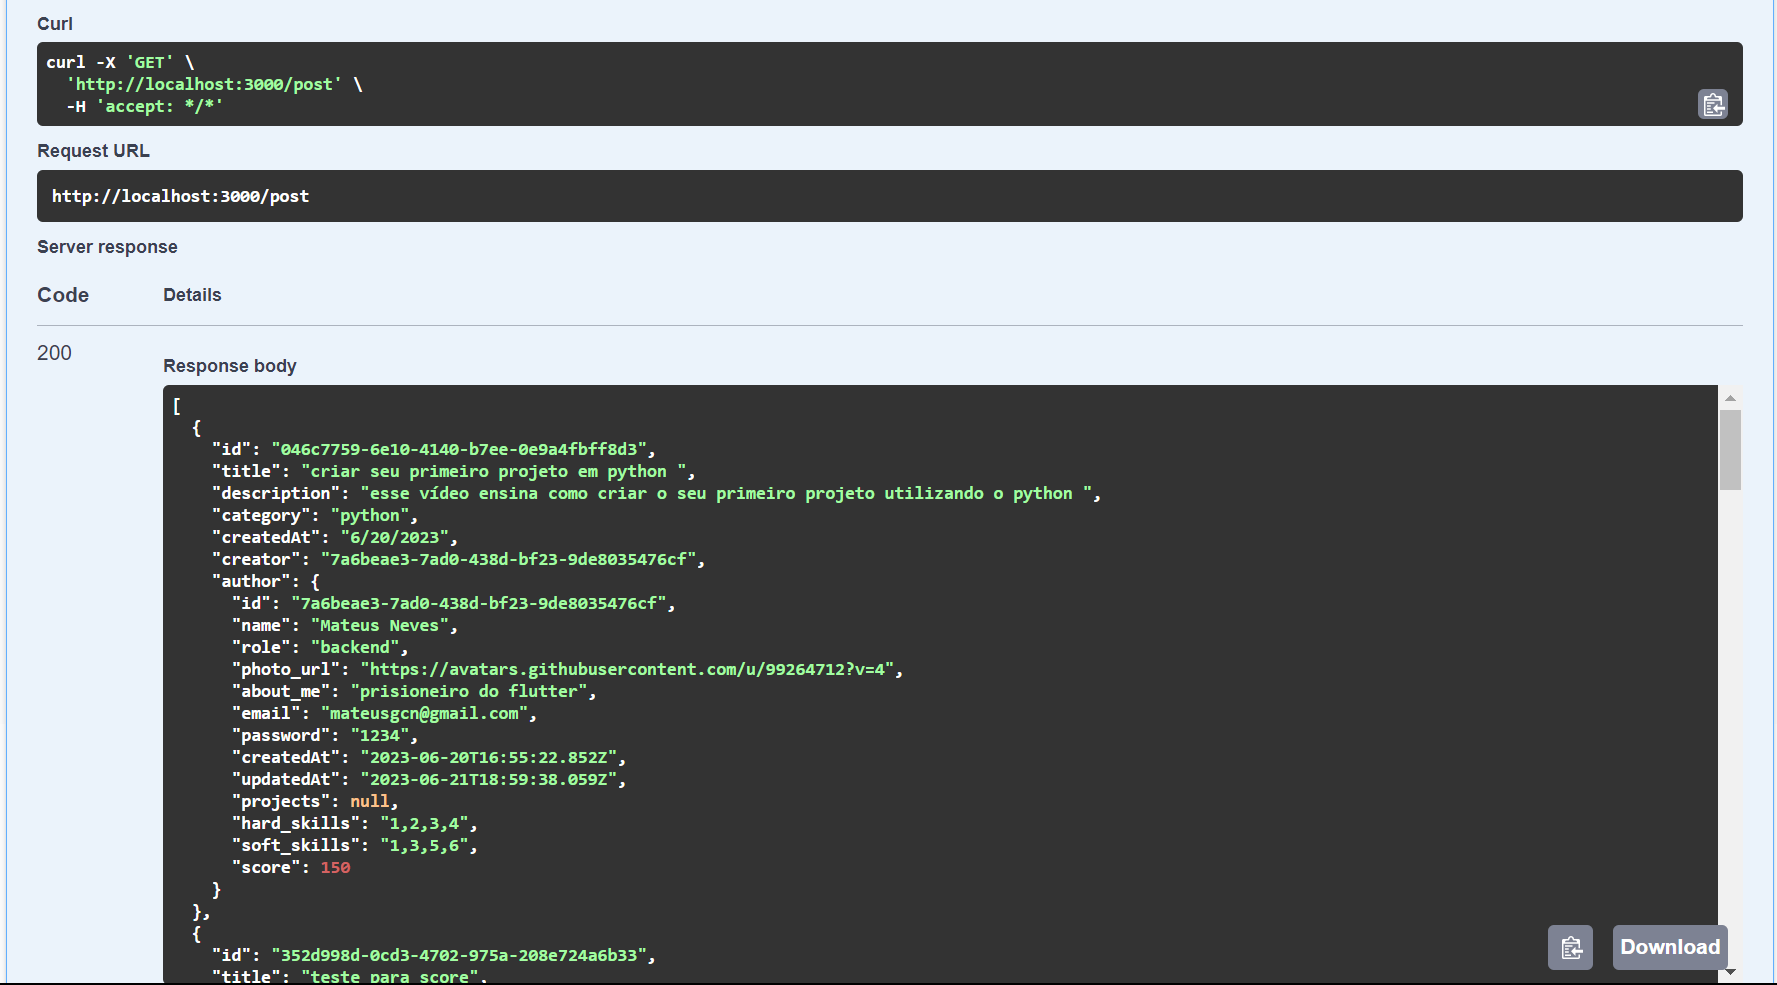 Curl
curl -X 'GET' \
  'http://localhost:3000/post' \
  -H 'accept: */*'
Request URL
http://localhost:3000/post
Server response
Code Details
200
Response body
[
  {
    "id": "046c7759-6e10-4140-b7ee-0e9a4fbff8d3",
    "title": "criar seu primeiro projeto em python ",
    "description": "esse vídeo ensina como criar o seu primeiro projeto utilizando o python ",
    "category": "python",
    "createdAt": "6/20/2023",
    "creator": "7a6beae3-7ad0-438d-bf23-9de8035476cf",
    "author": {
      "id": "7a6beae3-7ad0-438d-bf23-9de8035476cf",
      "name": "Mateus Neves",
      "role": "backend",
      "photo_url": "https://avatars.githubusercontent.com/u/99264712?v=4",
      "about_me": "prisioneiro do flutter",
      "email": "mateusgcn@gmail.com",
      "password": "1234",
      "createdAt": "2023-06-20T16:55:22.852Z",
      "updatedAt": "2023-06-21T18:59:38.059Z",
      "projects": null,
      "hard_skills": "1,2,3,4",
      "soft_skills": "1,3,5,6",
      "score": 150
    }
  },
  {
    "id": "352d998d-0cd3-4702-975a-208e724a6b33",
    "title": "teste para score",
Download